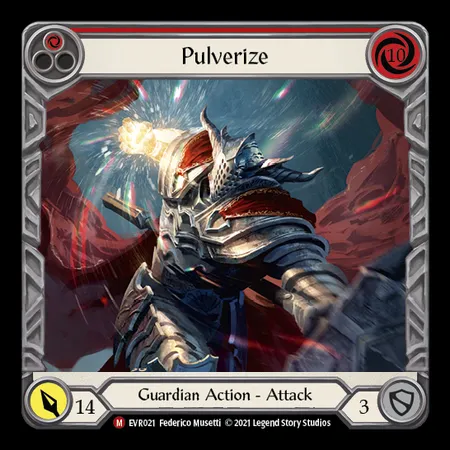 Pulverize
10
14
Guardian Action - Attack
3
M EVR021 Federico Musetti © 2021 Legend Story Studios